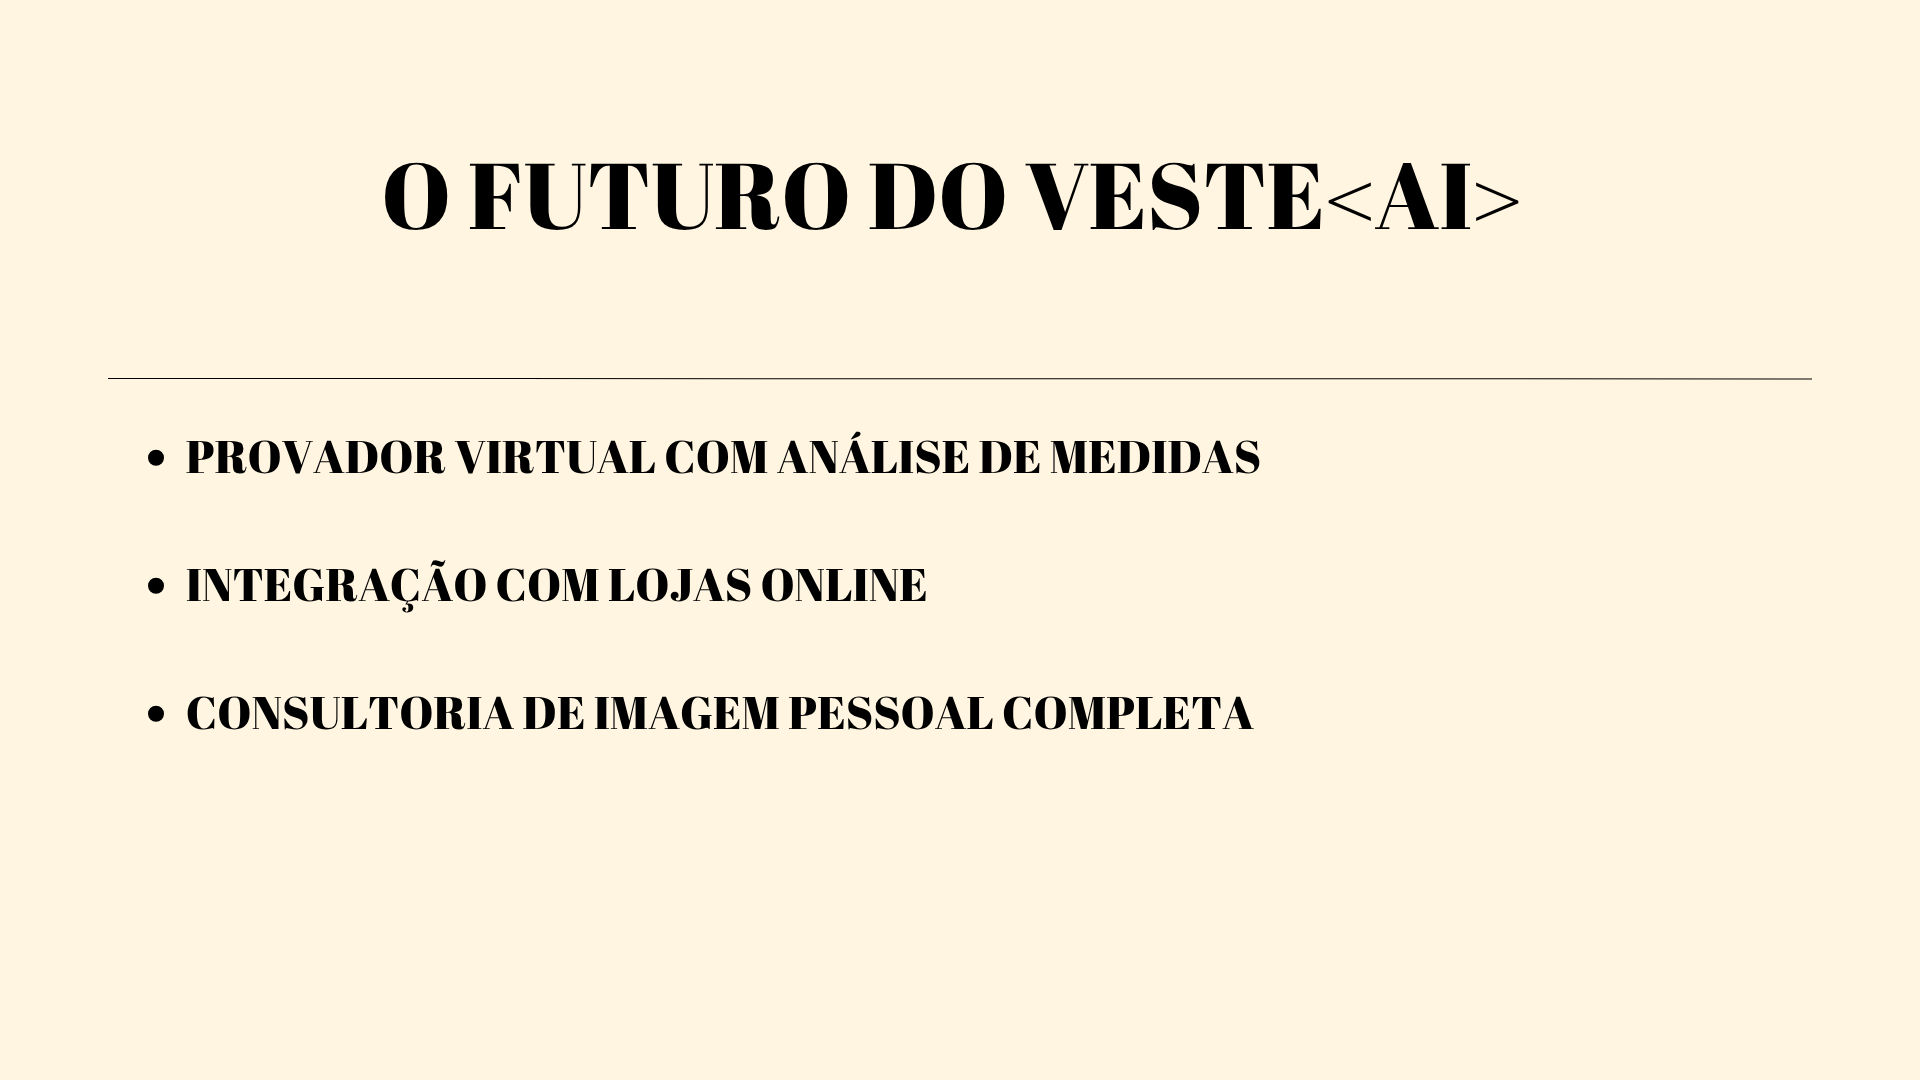 O FUTURO DO VESTE<AI>
• PROVADOR VIRTUAL COM ANÁLISE DE MEDIDAS
• INTEGRAÇÃO COM LOJAS ONLINE
• CONSULTORIA DE IMAGEM PESSOAL COMPLETA